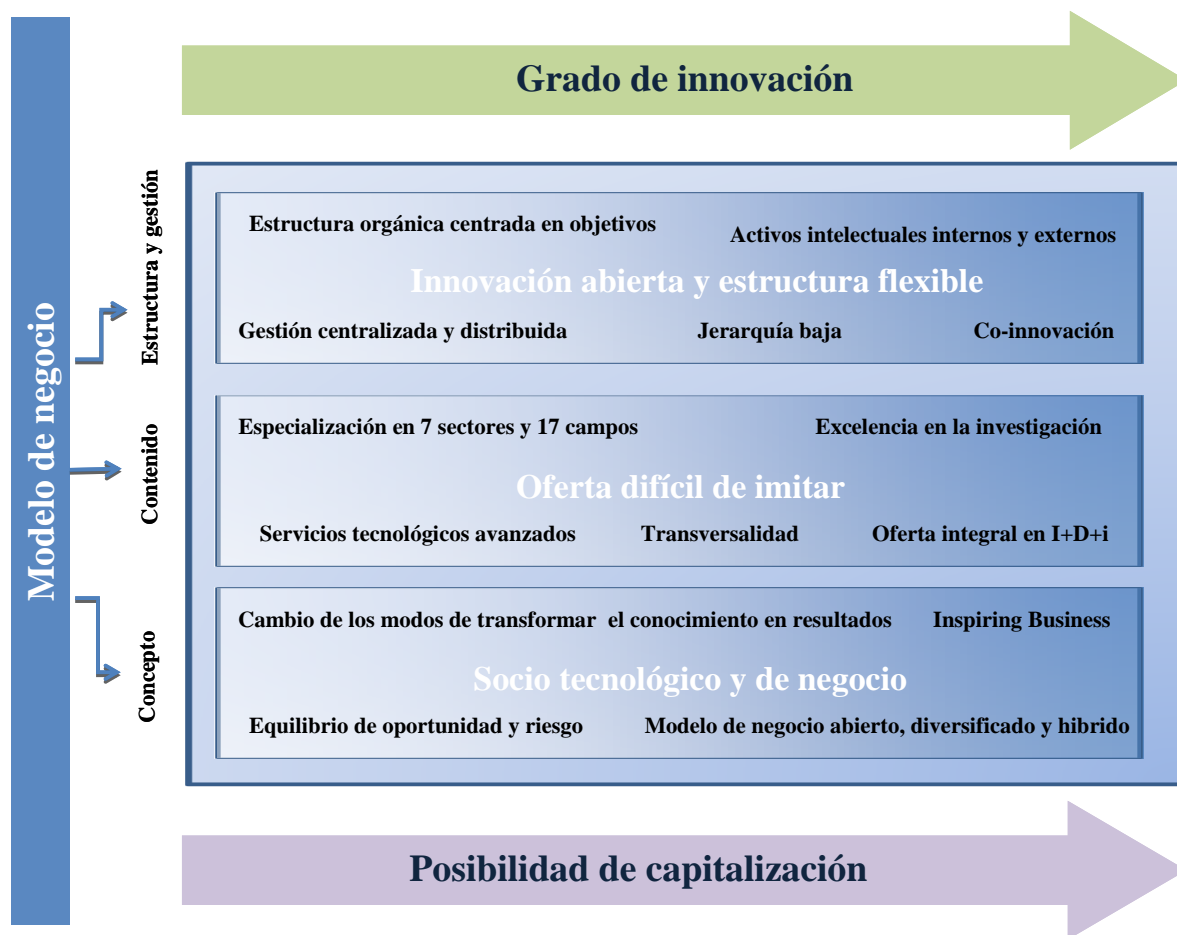 Grado de innovación
Modelo de negocio
Estructura y gestión
Estructura orgánica centrada en objetivos
Activos intelectuales internos y externos
Innovación abierta y estructura flexible
Gestión centralizada y distribuida
Jerarquía baja
Co-innovación
Contenido
Especialización en 7 sectores y 17 campos
Excelencia en la investigación
Oferta difícil de imitar
Servicios tecnológicos avanzados
Transversalidad
Oferta integral en I+D+i
Concepto
Cambio de los modos de transformar el conocimiento en resultados
Inspiring Business
Socio tecnológico y de negocio
Equilibrio de oportunidad y riesgo
Modelo de negocio abierto, diversificado y hibrido
Posibilidad de capitalización